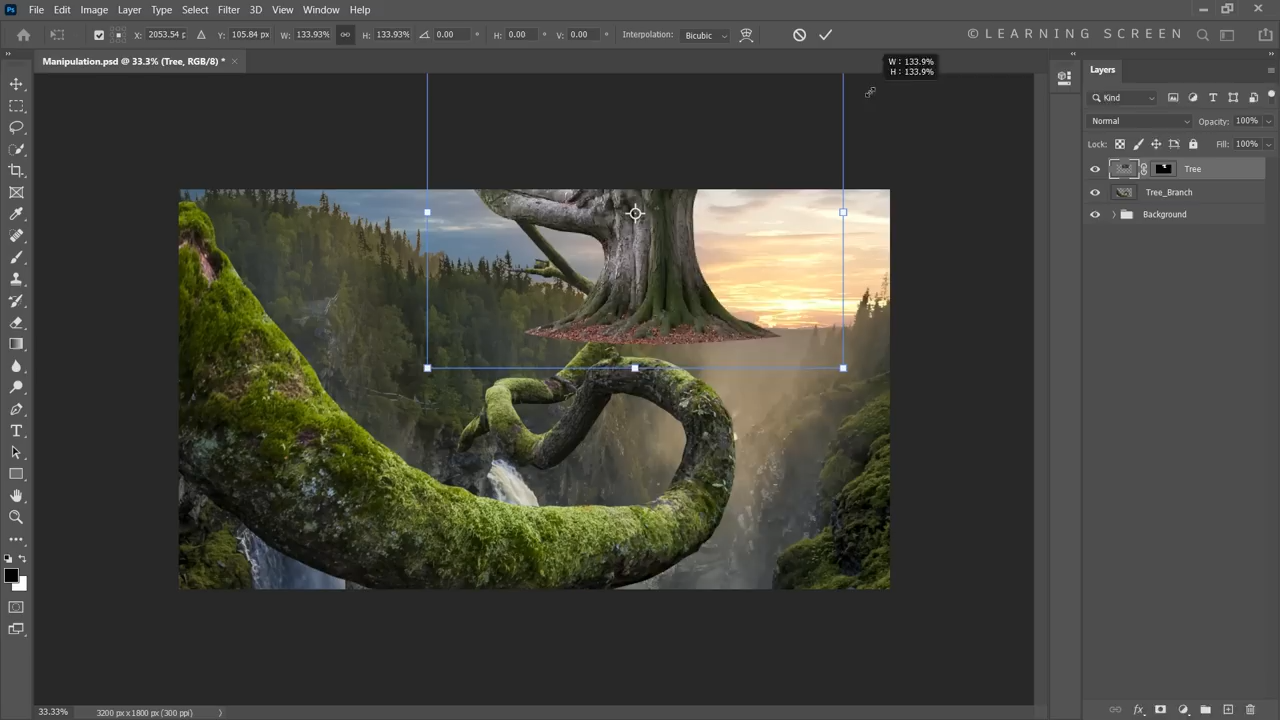 Ps File Edit Image Layer Type Select Filter 3D View Window Help
X: 2053.54 p Y: 105.84 px W: 133.93% H: 133.93% 0.00 ° H: 0.00 ° V: 0.00 ° Interpolation: Bicubic © LEARNING SCREEN
Manipulation.psd @ 33.3% (Tree, RGB/8) * ×
W: 133.9%
H: 133.9%
Layers
Kind
Normal Opacity: 100%
Lock: Fill: 100%
Tree
Tree_Branch
Background
33.33% 3200 px x 1800 px (300 ppi)